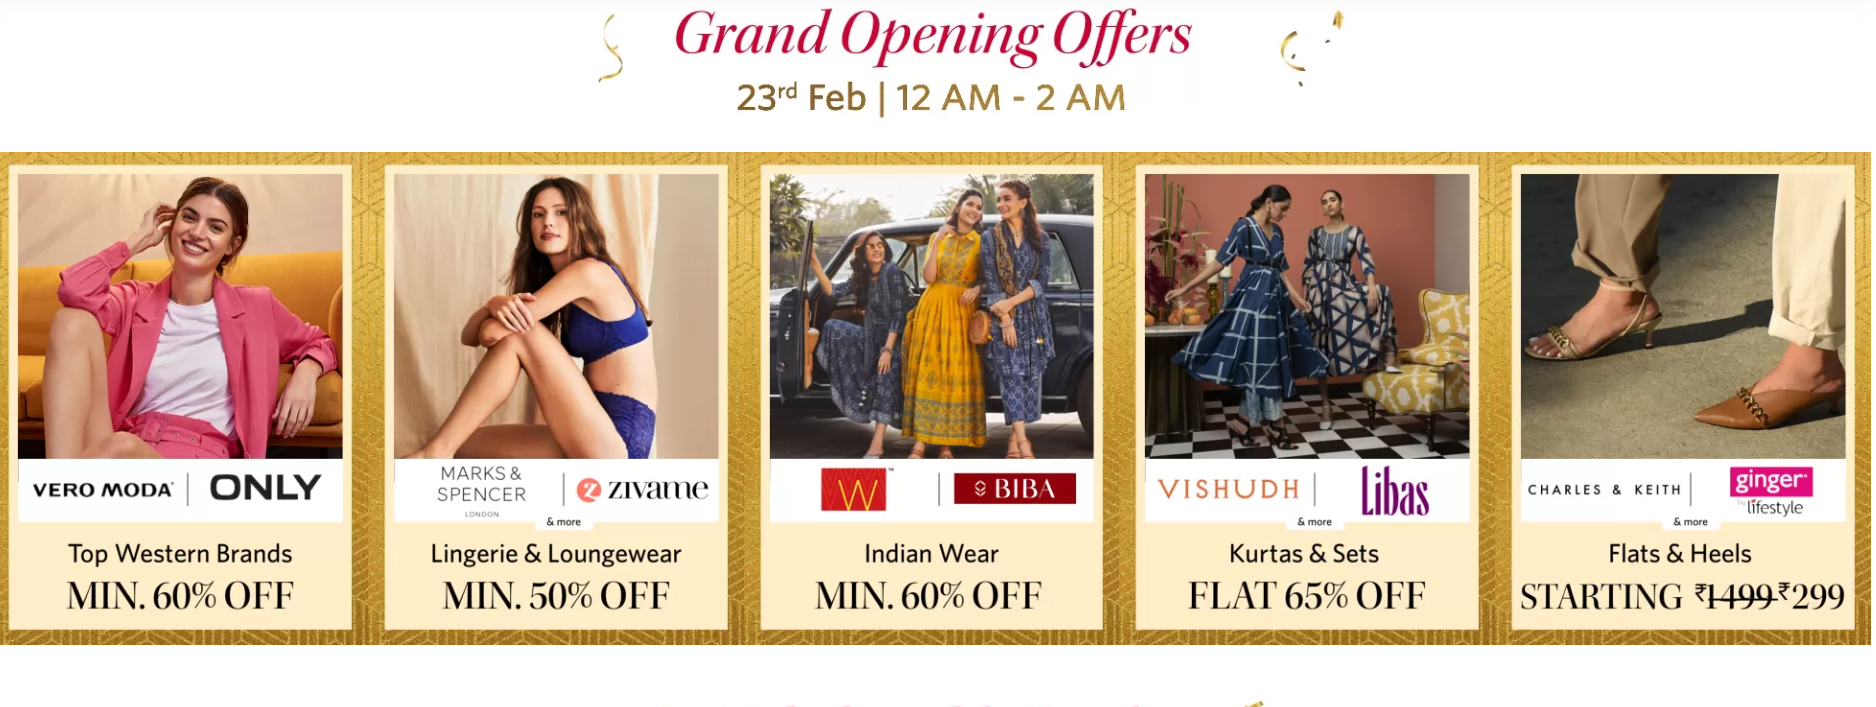 Grand Opening Offers
23rd Feb | 12 AM - 2 AM
VERO MODA | ONLY
Top Western Brands
MIN. 60% OFF
MARKS & SPENCER LONDON | zivame
& more
Lingerie & Loungewear
MIN. 50% OFF
W™ | BIBA
Indian Wear
MIN. 60% OFF
VISHUDH | Libas
& more
Kurtas & Sets
FLAT 65% OFF
CHARLES & KEITH | ginger by lifestyle
& more
Flats & Heels
STARTING ₹1499 ₹299